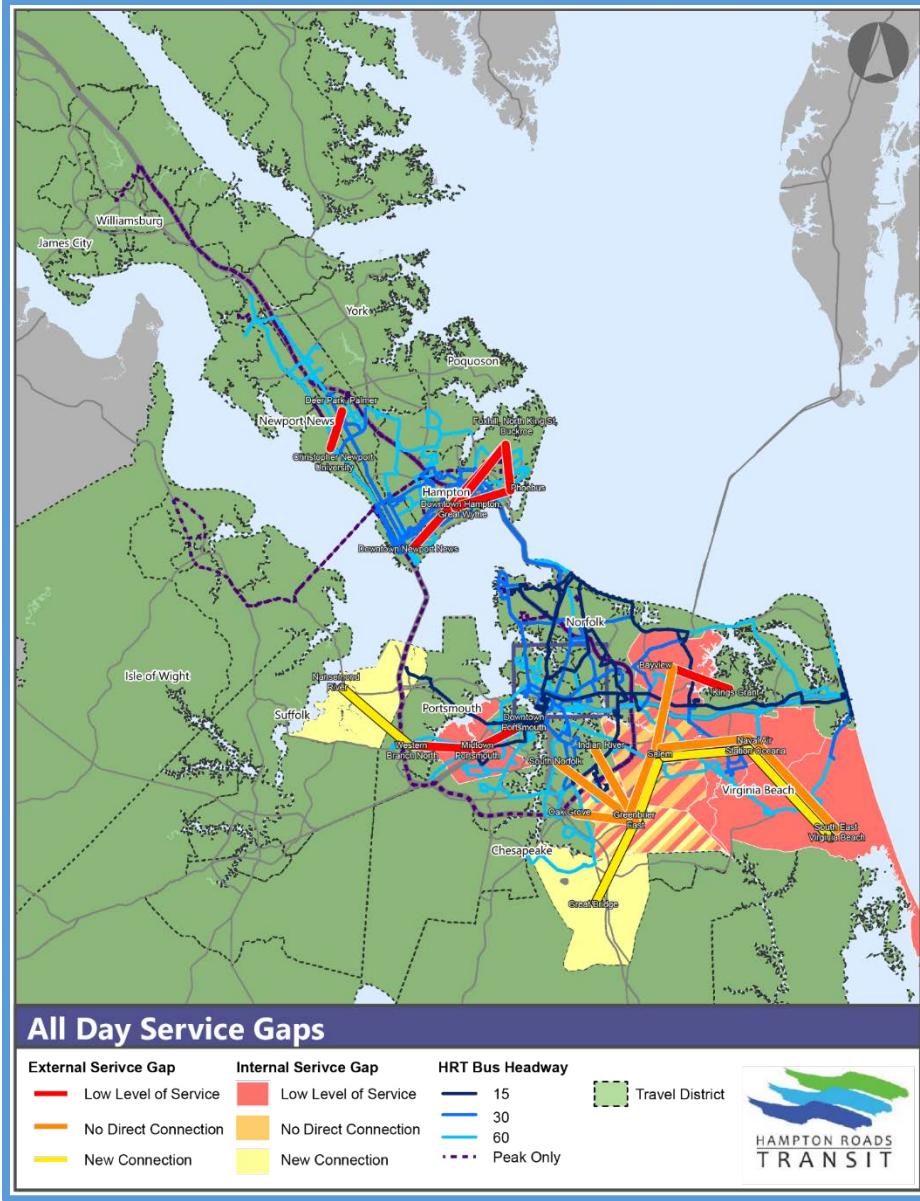 Williamsburg
James City
York
Poquoson
Deer Park, Palmer
Newport News
Christopher Newport
University
Foxhill, North King St,
Buckroe
Phoebus
Hampton
Downtown Hampton,
Great Wythe
Downtown Newport News
Norfolk
Isle of Wight
Nansemond
River
Suffolk
Portsmouth
Western
Branch North
Midtown
Portsmouth
Downtown
Portsmouth
Bayview
Kings Grant
Indian River
South Norfolk
Salem
Naval Air
Station Oceana
Virginia Beach
Oak Grove
Greenbrier
East
South East
Virginia Beach
Chesapeake
Great Bridge
All Day Service Gaps
External Serivce Gap
Low Level of Service
No Direct Connection
New Connection
Internal Serivce Gap
Low Level of Service
No Direct Connection
New Connection
HRT Bus Headway
15
30
60
Peak Only
Travel District
HAMPTON ROADS
TRANSIT